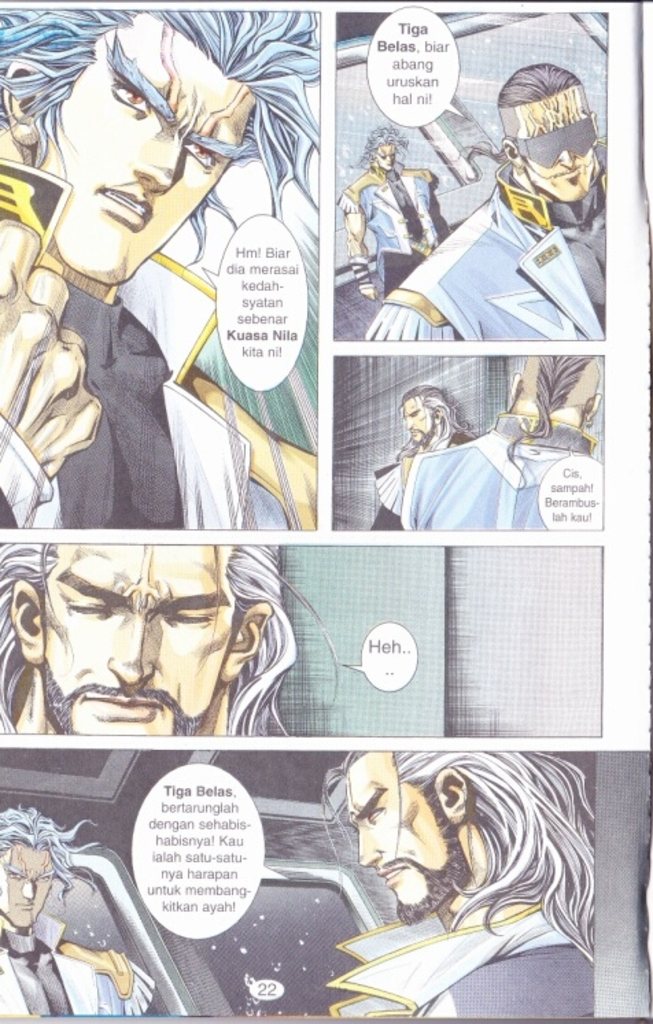 Hm! Biar
dia merasai
kedah-
syatan
sebenar
Kuasa Nila
kita ni!
Tiga
Belas, biar
abang
uruskan
hal ni!
Cis,
sampah!
Berambus-
lah kau!
Heh..
..
Tiga Belas,
bertarunglah
dengan sehabis-
habisnya! Kau
ialah satu-satu-
nya harapan
untuk membang-
kitkan ayah!
22